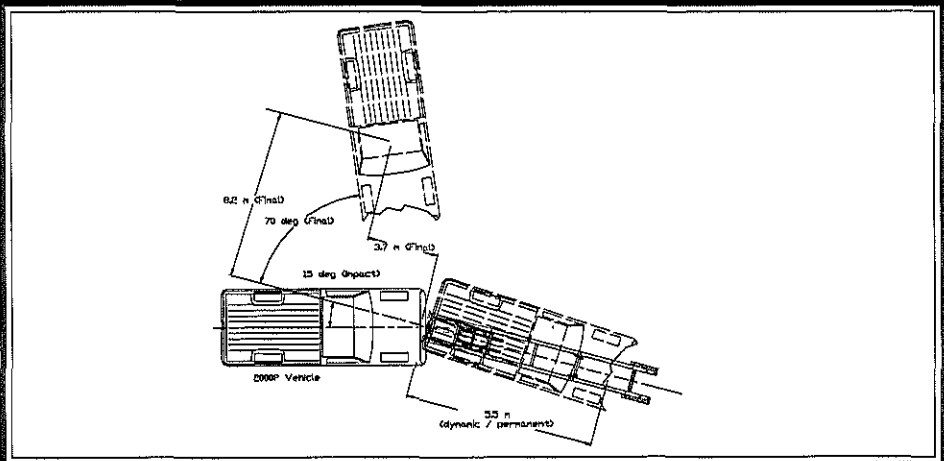 8.2 m (Final)
70 deg (Final)
3.7 m (Final)
15 deg (Impact)
2000P Vehicle
5.5 m
(dynamic / permanent)